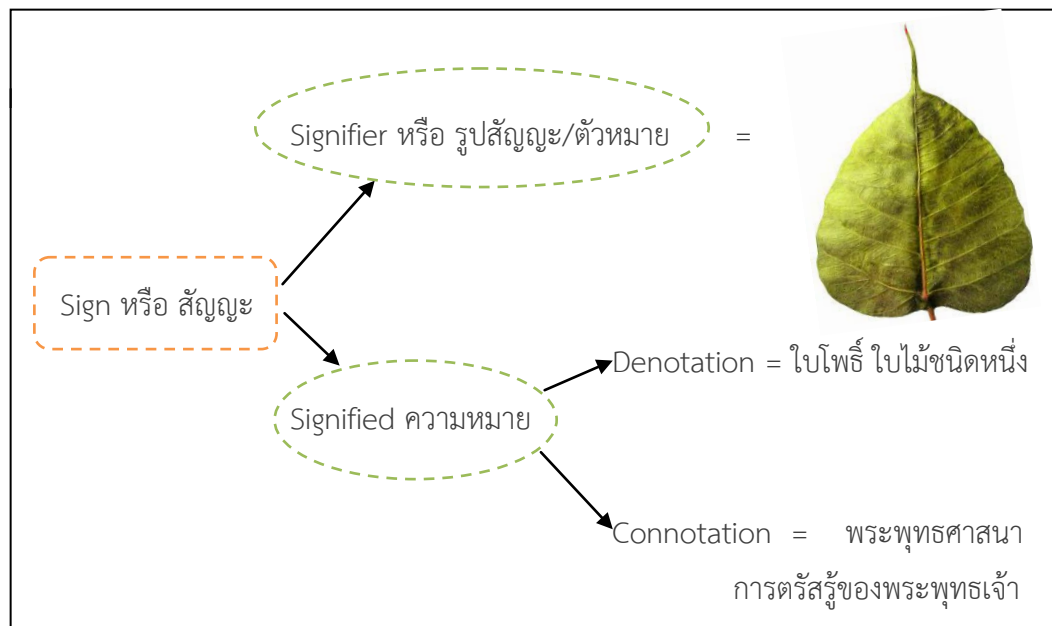 Signifier หรือ รูปสัญญะ/ตัวหมาย =
Sign หรือ สัญญะ
Denotation = ใบโพธิ์ ใบไม้ชนิดหนึ่ง
Signified ความหมาย
Connotation = พระพุทธศาสนา
การตรัสรู้ของพระพุทธเจ้า